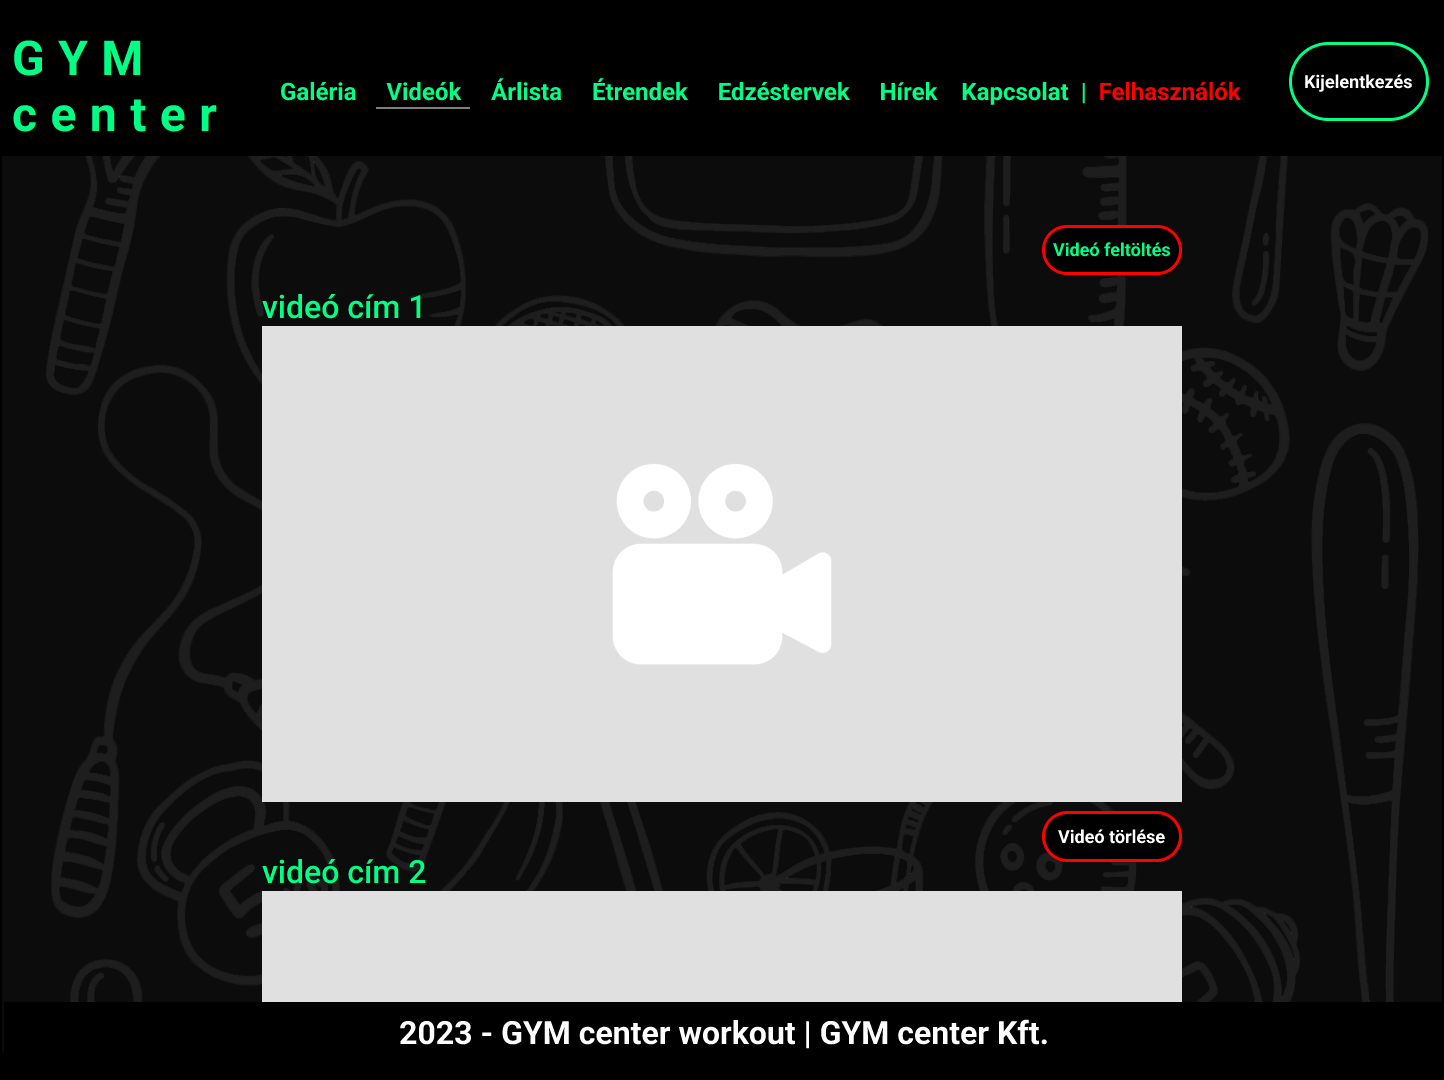 GYM
center
Galéria Videók Árlista Étrendek Edzéstervek Hírek Kapcsolat | Felhasználók
Kijelentkezés
Videó feltöltés
videó cím 1
Videó törlése
videó cím 2
2023 - GYM center workout | GYM center Kft.